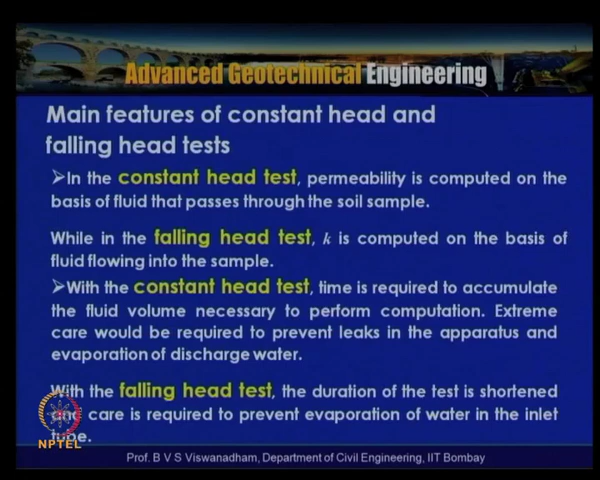 Advanced Geotechnical Engineering
Main features of constant head and
falling head tests
➢In the constant head test, permeability is computed on the
basis of fluid that passes through the soil sample.
While in the falling head test, k is computed on the basis of
fluid flowing into the sample.
➢With the constant head test, time is required to accumulate
the fluid volume necessary to perform computation. Extreme
care would be required to prevent leaks in the apparatus and
evaporation of discharge water.
With the falling head test, the duration of the test is shortened
and care is required to prevent evaporation of water in the inlet
tube.
NPTEL
Prof. B V S Viswanadham, Department of Civil Engineering, IIT Bombay